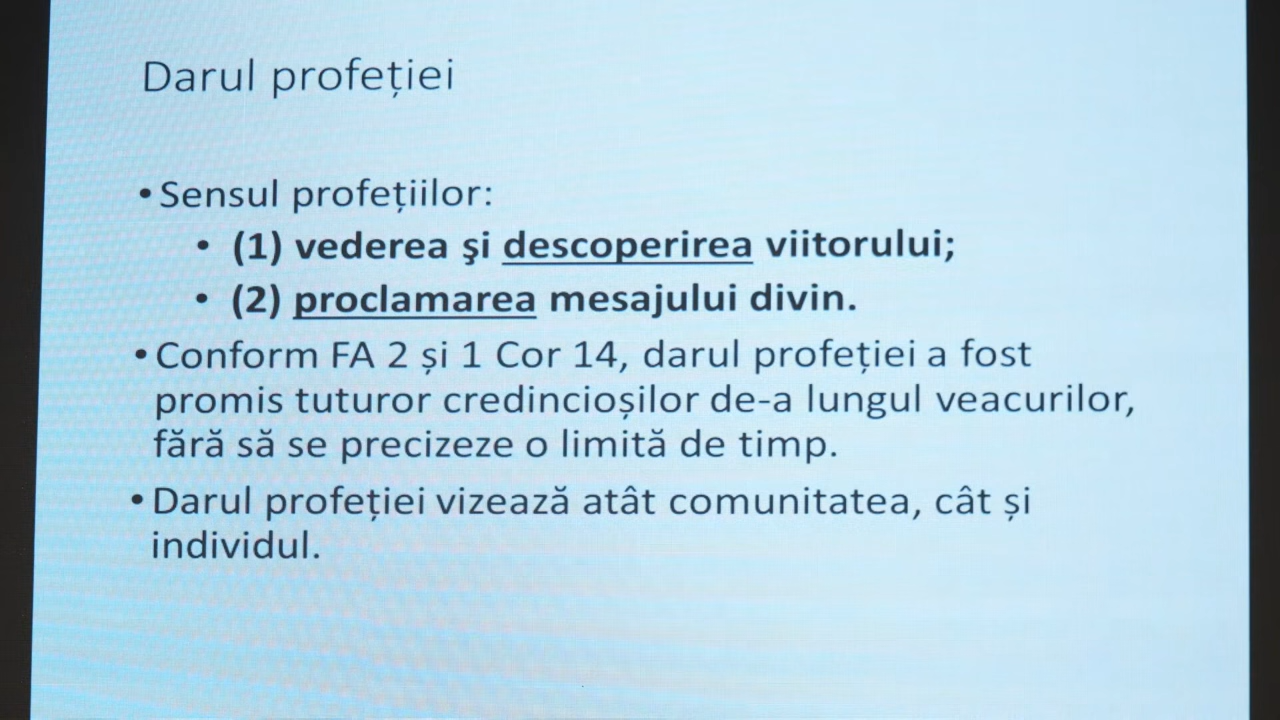 Darul profeției
• Sensul profețiilor:
• (1) vederea şi descoperirea viitorului;
• (2) proclamarea mesajului divin.
• Conform FA 2 și 1 Cor 14, darul profeției a fost
promis tuturor credincioșilor de-a lungul veacurilor,
fără să se precizeze o limită de timp.
• Darul profeției vizează atât comunitatea, cât și
individul.